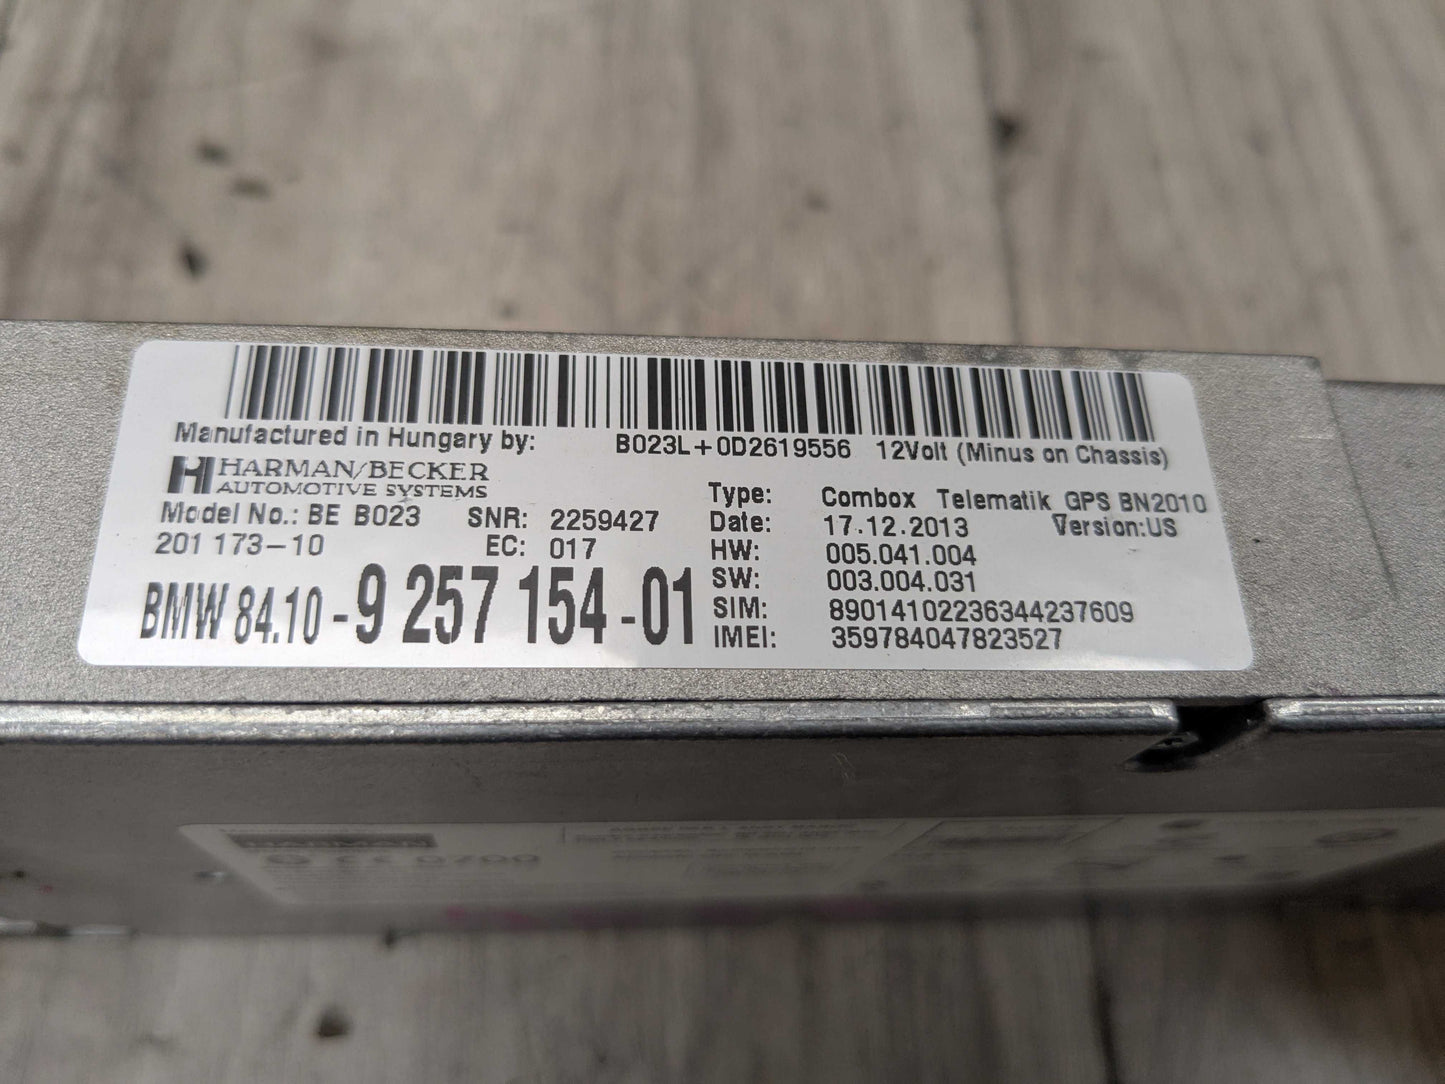 Manufactured in Hungary by: B023L+0D2619556 12Volt (Minus on Chassis)
HARMAN/BECKER
AUTOMOTIVE SYSTEMS
Model No.: BE B023 SNR: 2259427
201 173-10 EC: 017
BMW 84.10-9 257 154-01
Type: Combox Telematik GPS BN2010
Date: 17.12.2013 Version:US
HW: 005.041.004
SW: 003.004.031
SIM: 89014102236344237609
IMEI: 359784047823527
HARMAN